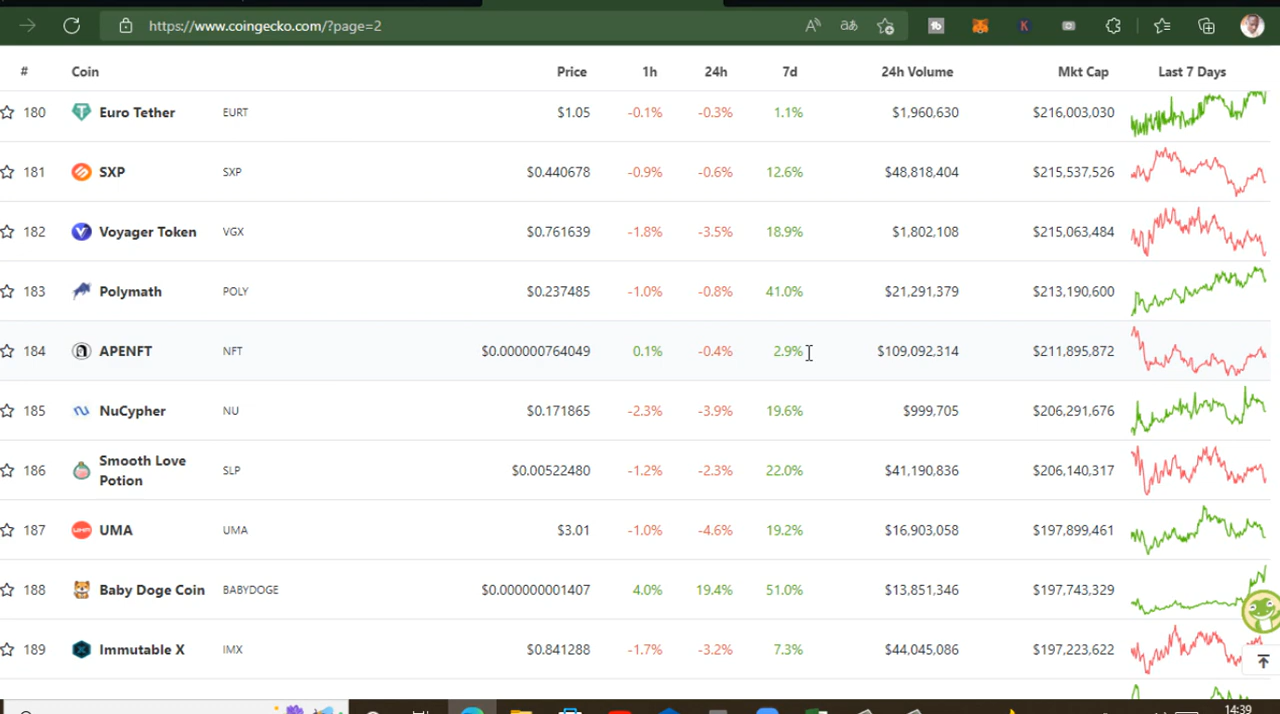 https://www.coingecko.com/?page=2
# Coin Price 1h 24h 7d 24h Volume Mkt Cap Last 7 Days
180 Euro Tether EURT $1.05 -0.1% -0.3% 1.1% $1,960,630 $216,003,030
181 SXP SXP $0.440678 -0.9% -0.6% 12.6% $48,818,404 $215,537,526
182 Voyager Token VGX $0.761639 -1.8% -3.5% 18.9% $1,802,108 $215,063,484
183 Polymath POLY $0.237485 -1.0% -0.8% 41.0% $21,291,379 $213,190,600
184 APENFT NFT $0.000000764049 0.1% -0.4% 2.9% $109,092,314 $211,895,872
185 NuCypher NU $0.171865 -2.3% -3.9% 19.6% $999,705 $206,291,676
186 Smooth Love
Potion SLP $0.00522480 -1.2% -2.3% 22.0% $41,190,836 $206,140,317
187 UMA UMA $3.01 -1.0% -4.6% 19.2% $16,903,058 $197,899,461
188 Baby Doge Coin BABYDOGE $0.000000001407 4.0% 19.4% 51.0% $13,851,346 $197,743,329
189 Immutable X IMX $0.841288 -1.7% -3.2% 7.3% $44,045,086 $197,223,622
14:39